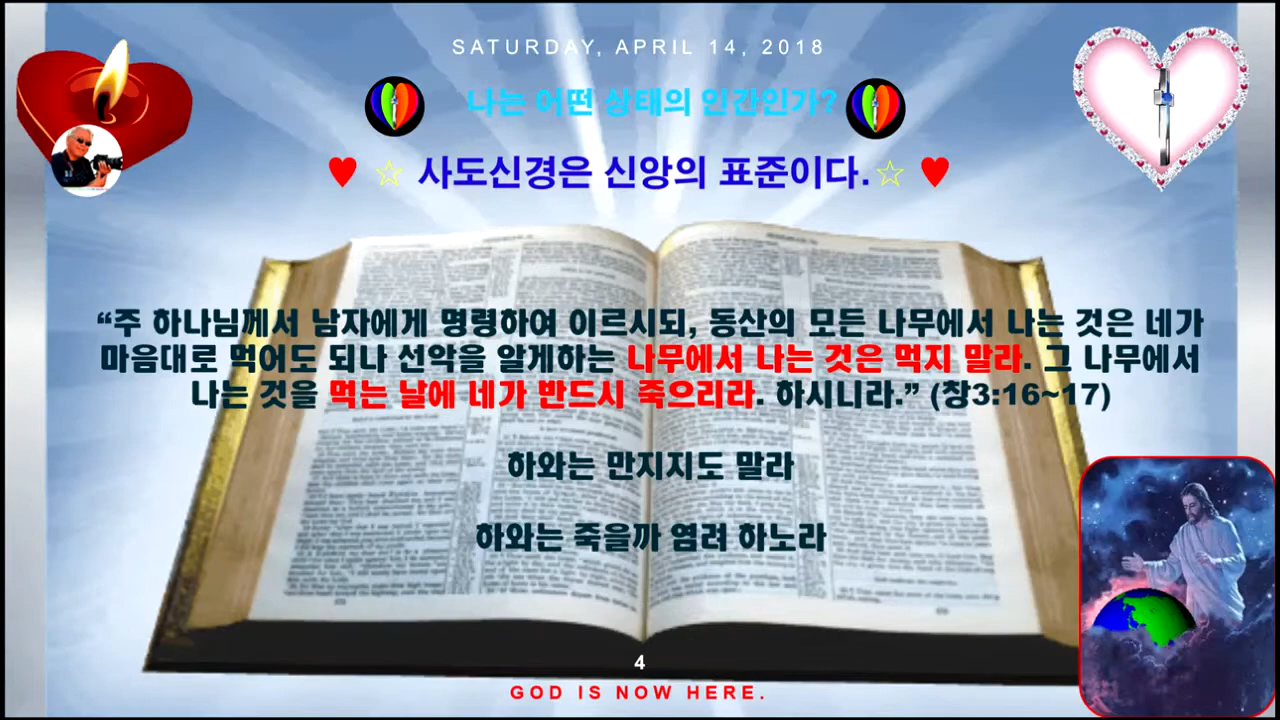 SATURDAY, APRIL 14, 2018
나는 어떤 상태의 인간인가?
♥ ☆ 사도신경은 신앙의 표준이다. ☆ ♥
“주 하나님께서 남자에게 명령하여 이르시되, 동산의 모든 나무에서 나는 것은 네가
마음대로 먹어도 되나 선악을 알게하는 나무에서 나는 것은 먹지 말라. 그 나무에서
나는 것을 먹는 날에 네가 반드시 죽으리라. 하시니라.” (창3:16~17)
하와는 만지지도 말라
하와는 죽을까 염려 하노라
4
GOD IS NOW HERE.